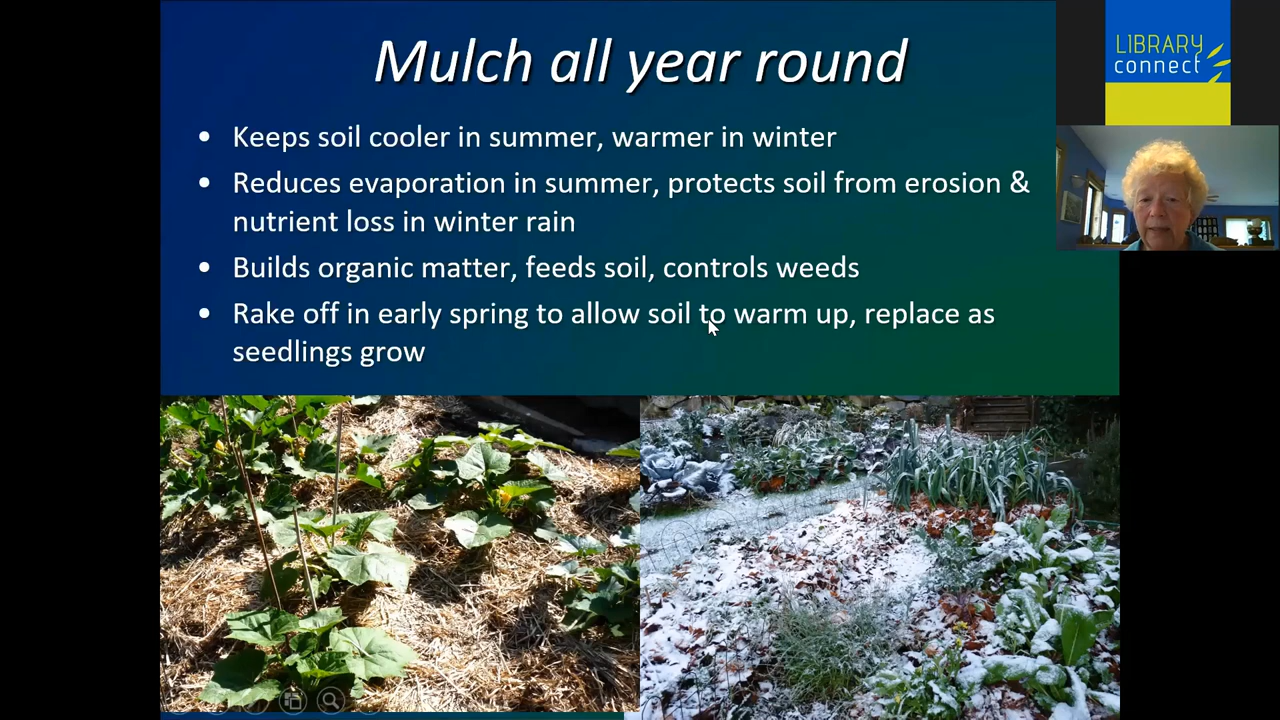 Mulch all year round
• Keeps soil cooler in summer, warmer in winter
• Reduces evaporation in summer, protects soil from erosion &
nutrient loss in winter rain
• Builds organic matter, feeds soil, controls weeds
• Rake off in early spring to allow soil to warm up, replace as
seedlings grow
LIBRARY
connect